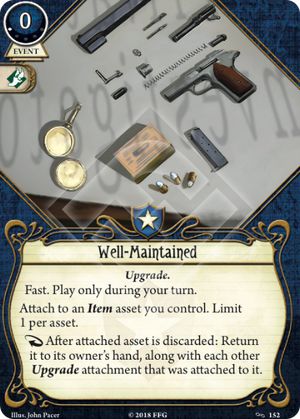 0
EVENT
Well-Maintained
Upgrade.
Fast. Play only during your turn.
Attach to an Item asset you control. Limit
1 per asset.
After attached asset is discarded: Return
it to its owner's hand, along with each other
Upgrade attachment that was attached to it.
Illus. John Pacer
© 2018 FFG
152